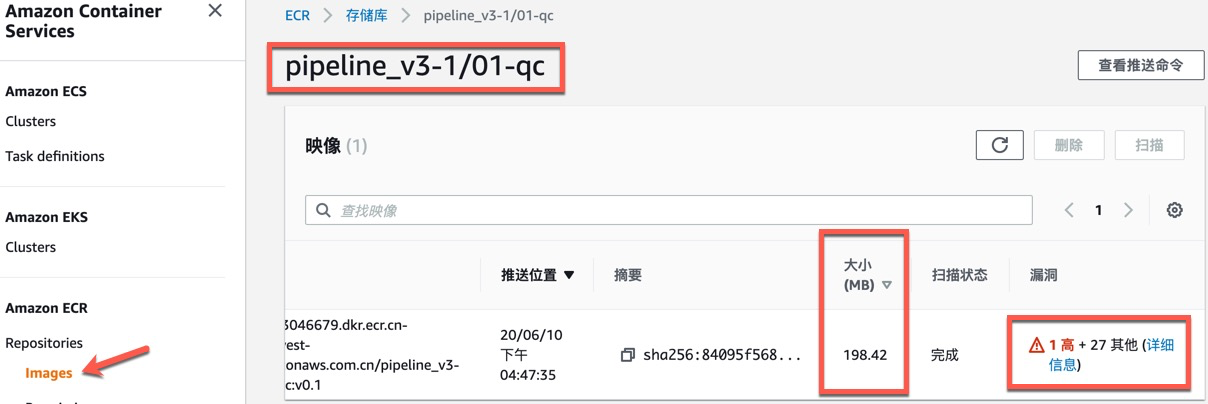 Amazon Container
Services
Amazon ECS
Clusters
Task definitions
Amazon EKS
Clusters
Amazon ECR
Repositories
Images
ECR > 存储库 > pipeline_v3-1/01-qc
pipeline_v3-1/01-qc
查看推送命令
映像 (1)
删除
扫描
查找映像
1
推送位置
摘要
大小
(MB)
扫描状态
漏洞
3046679.dkr.ecr.cn-
est-
onaws.com.cn/pipeline_v3-
c:v0.1
20/06/10
下午
04:47:35
sha256:84095f568...
198.42
完成
1 高 + 27 其他 (详细
信息)